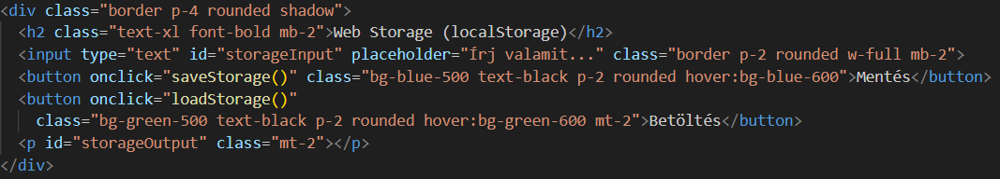 <div class="border p-4 rounded shadow">
<h2 class="text-xl font-bold mb-2">Web Storage (localStorage)</h2>
<input type="text" id="storageInput" placeholder="Írj valamit..." class="border p-2 rounded w-full mb-2">
<button onclick="saveStorage()" class="bg-blue-500 text-black p-2 rounded hover:bg-blue-600">Mentés</button>
<button onclick="loadStorage()"
class="bg-green-500 text-black p-2 rounded hover:bg-green-600 mt-2">Betöltés</button>
<p id="storageOutput" class="mt-2"></p>
</div>